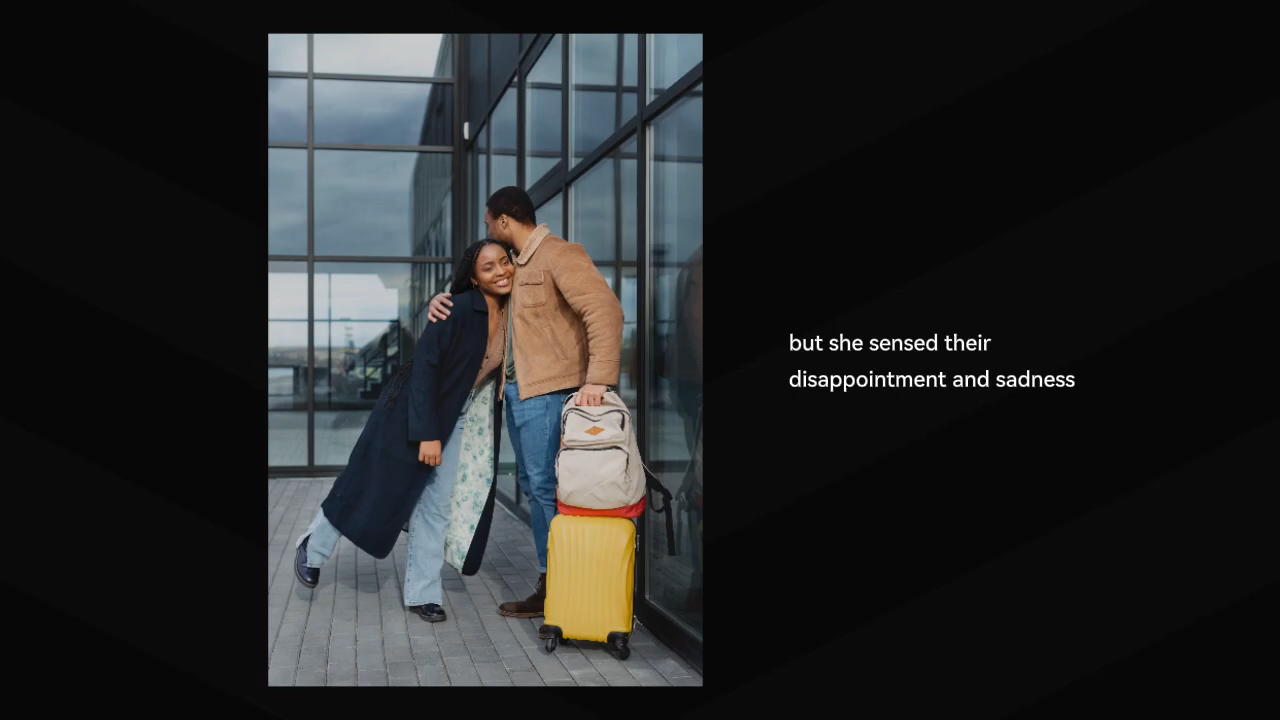 but she sensed their
disappointment and sadness